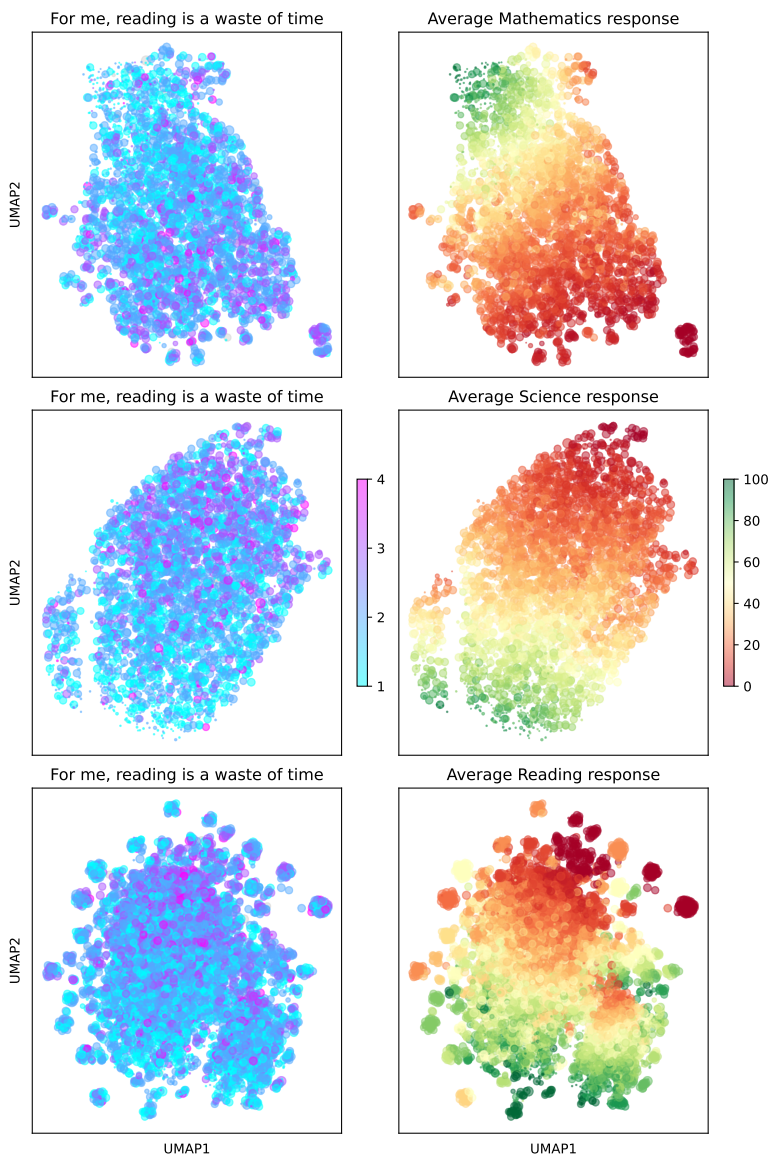 For me, reading is a waste of time
Average Mathematics response
UMAP2
For me, reading is a waste of time
Average Science response
UMAP2
4
3
2
1
100
80
60
40
20
0
For me, reading is a waste of time
Average Reading response
UMAP2
UMAP1
UMAP1